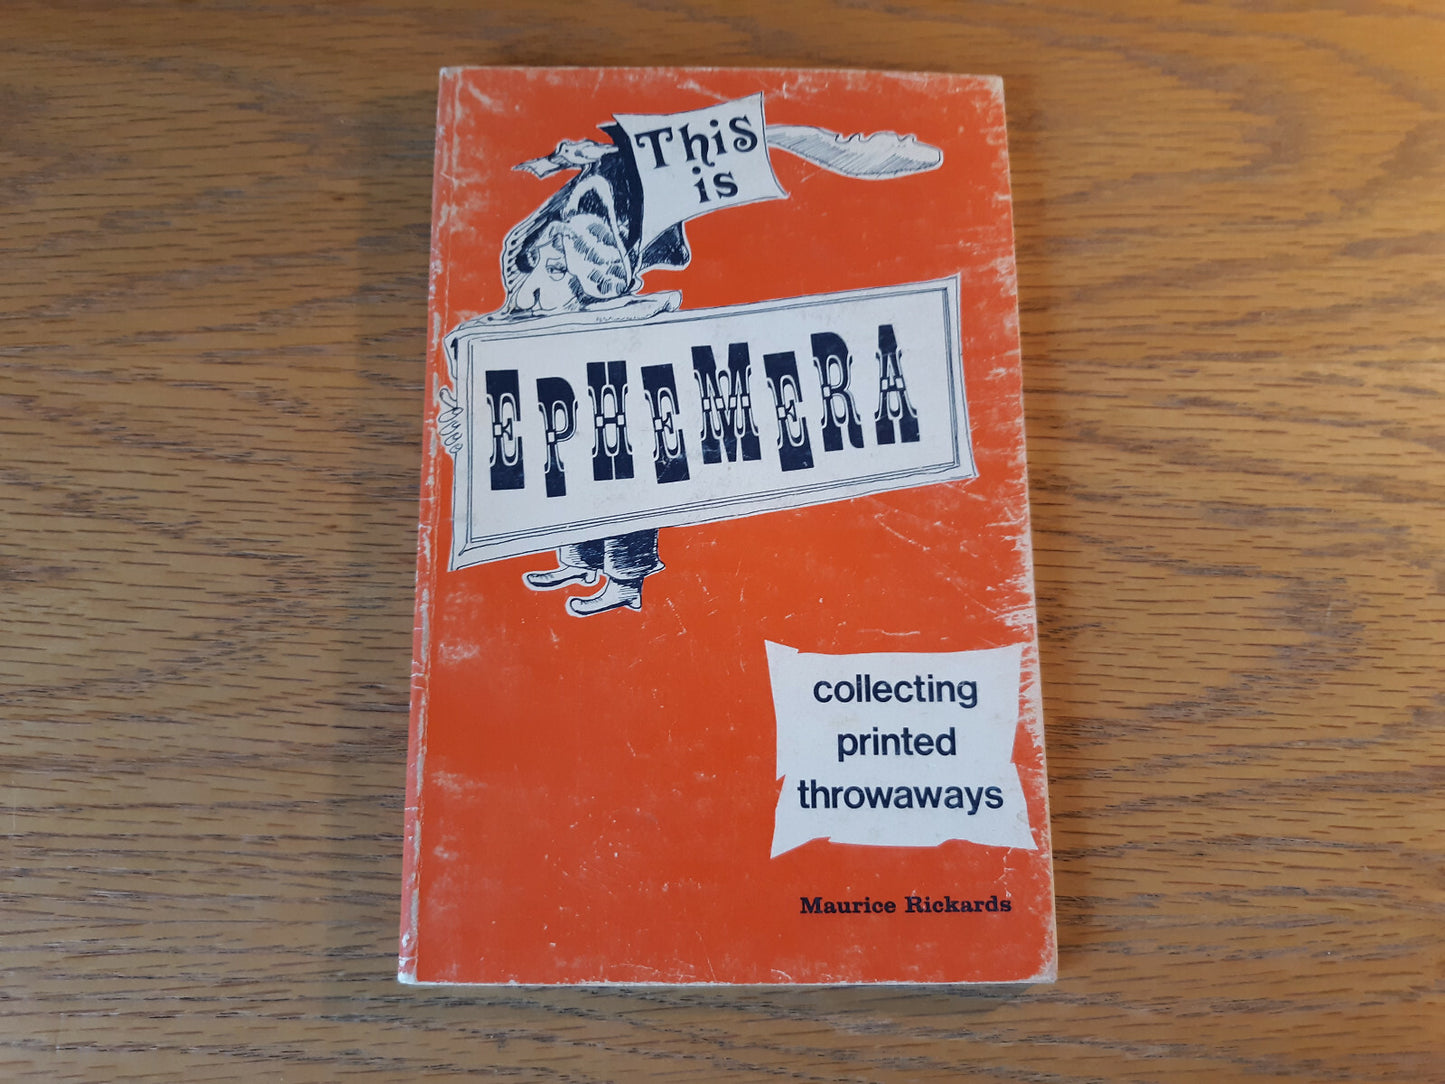 This
is
EPHEMERA
collecting
printed
throwaways
Maurice Rickards